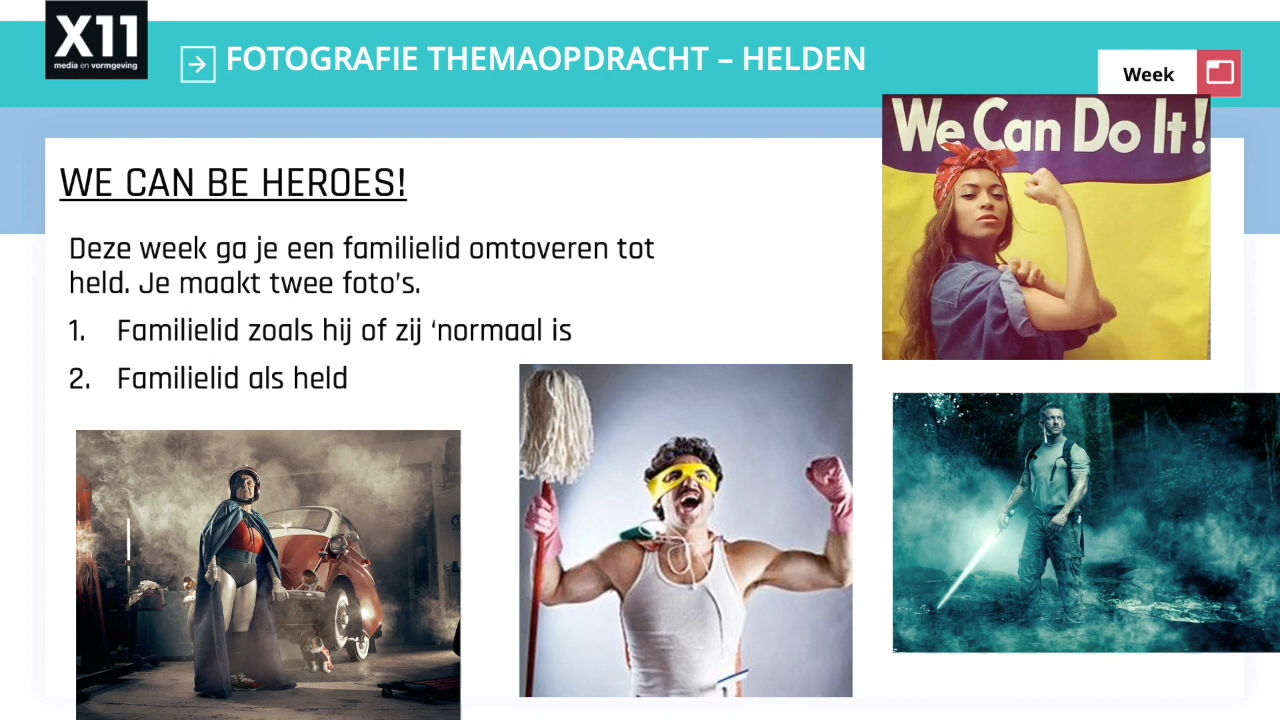 X11
media en vormgeving
FOTOGRAFIE THEMAOPDRACHT – HELDEN
Week
We Can Do It!
WE CAN BE HEROES!
Deze week ga je een familielid omtoveren tot
held. Je maakt twee foto’s.
1. Familielid zoals hij of zij ‘normaal is
2. Familielid als held